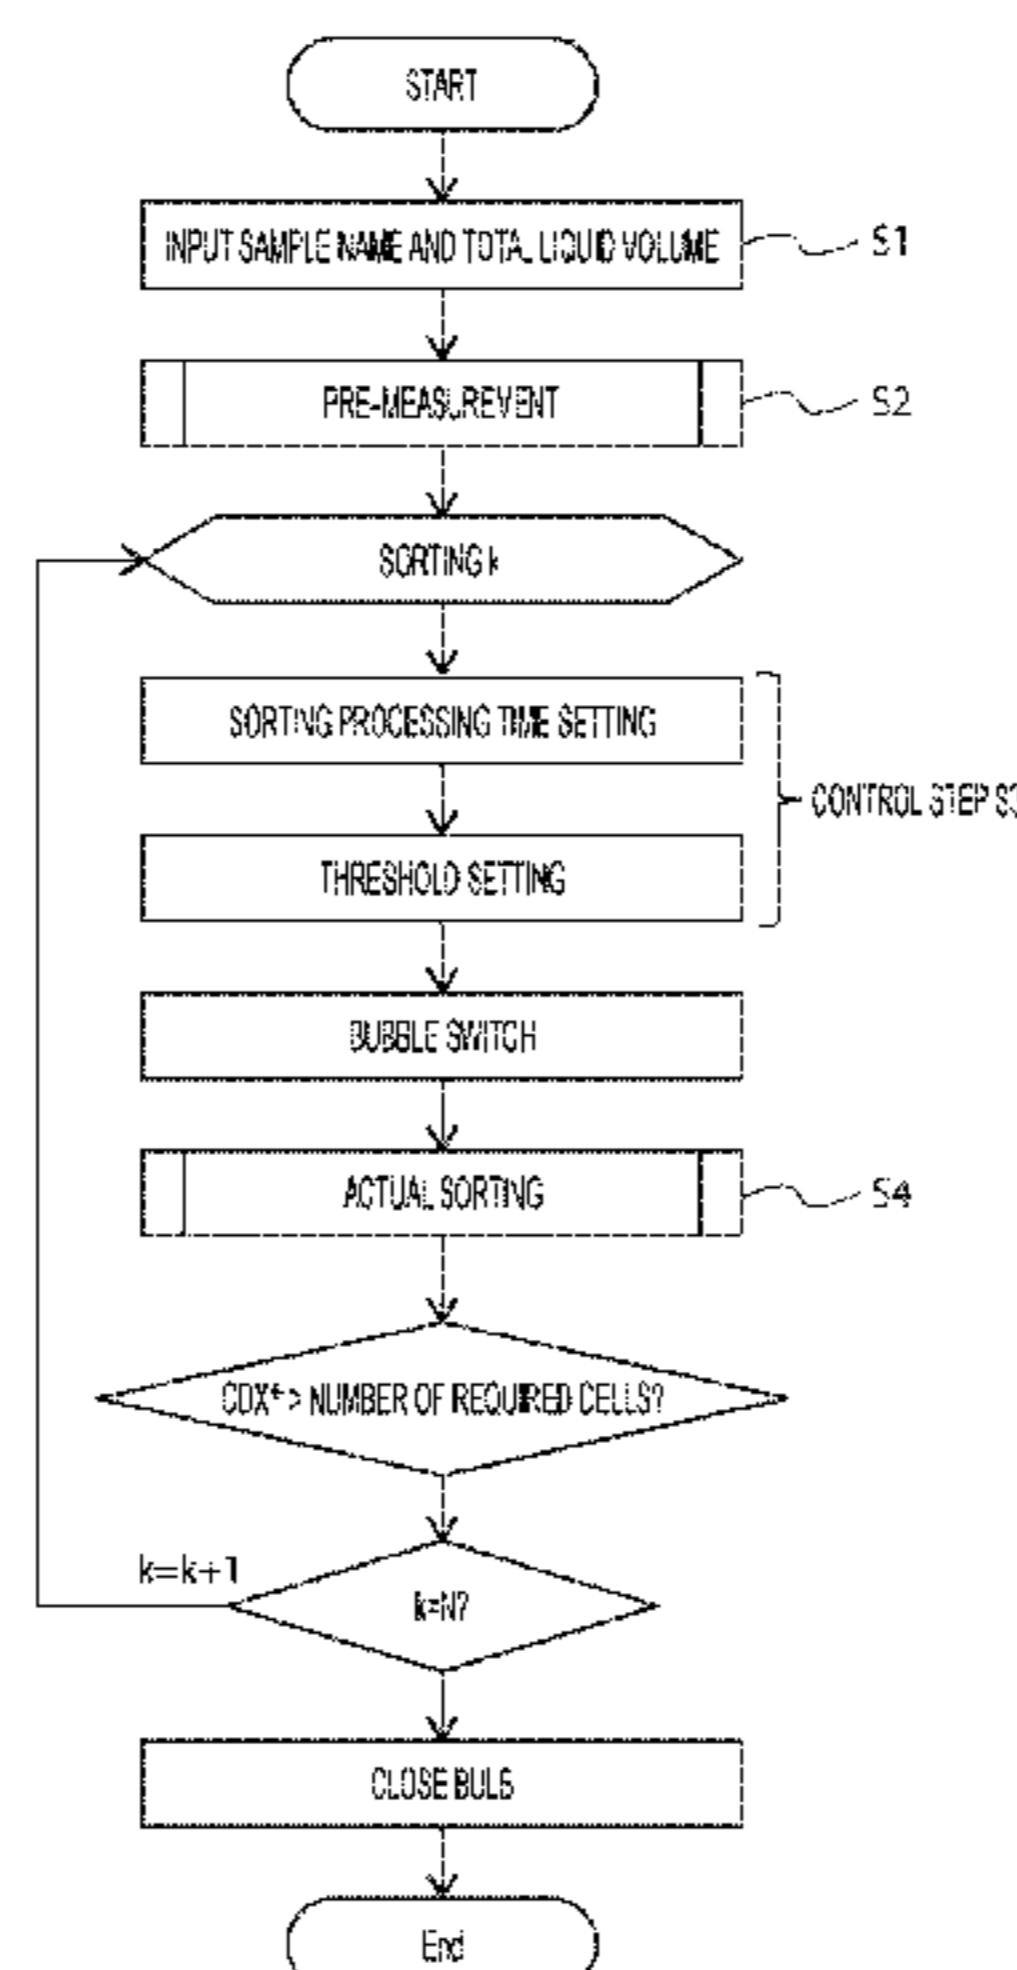 START
INPUT SAMPLE NAME AND TOTAL LIQUID VOLUME
S1
PRE-MEASUREMENT
S2
SORTING k
SORTING PROCESSING TIME SETTING
CONTROL STEP S3
THRESHOLD SETTING
BUBBLE SWITCH
ACTUAL SORTING
S4
CDX+ > NUMBER OF REQUIRED CELLS?
k=k+1
k=N?
CLOSE BULB
End